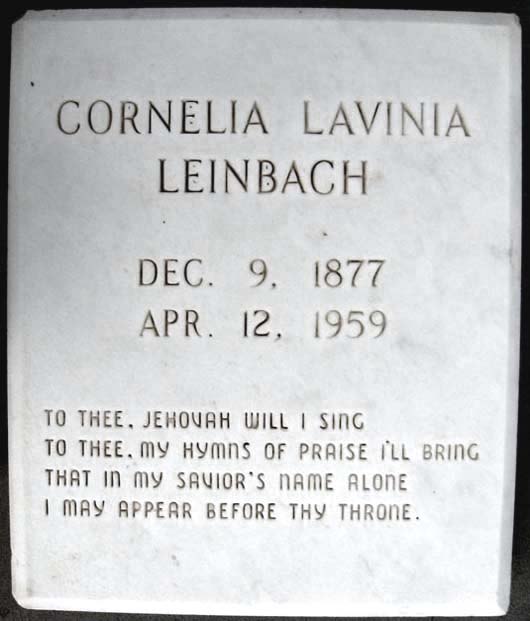 CORNELIA LAVINIA
LEINBACH
DEC. 9, 1877
APR. 12, 1959
TO THEE, JEHOVAH WILL I SING
TO THEE, MY HYMNS OF PRAISE I'LL BRING
THAT IN MY SAVIOR'S NAME ALONE
I MAY APPEAR BEFORE THY THRONE.